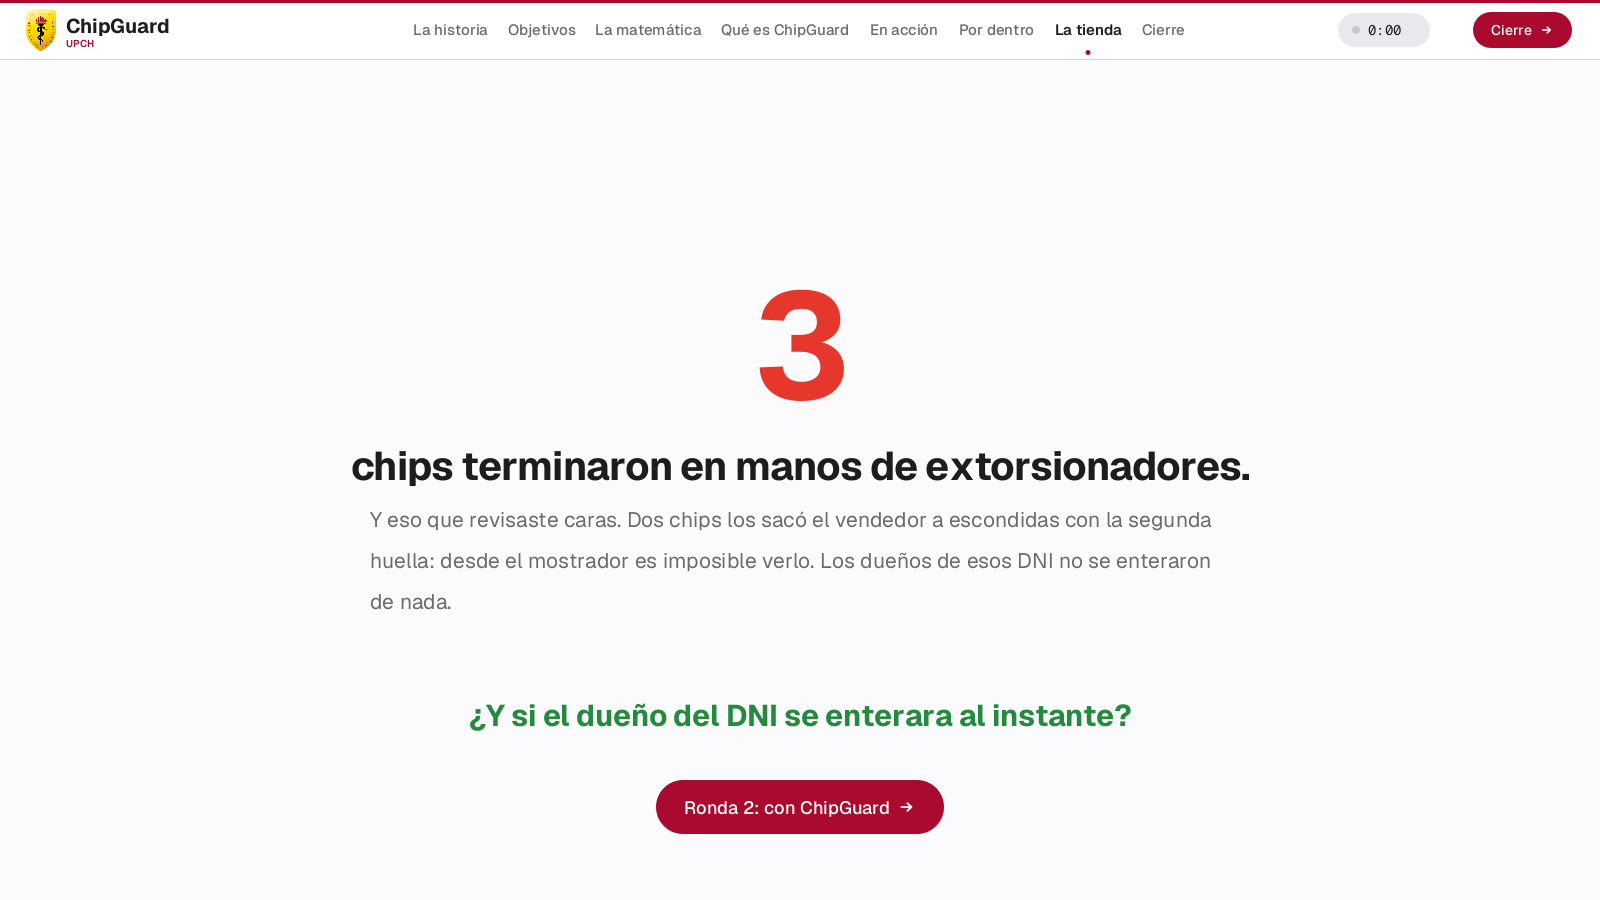 ChipGuard
UPCH
La historia
Objetivos
La matemática
Qué es ChipGuard
En acción
Por dentro
La tienda
Cierre
0:00
Cierre →
3
chips terminaron en manos de extorsionadores.
Y eso que revisaste caras. Dos chips los sacó el vendedor a escondidas con la segunda
huella: desde el mostrador es imposible verlo. Los dueños de esos DNI no se enteraron
de nada.
¿Y si el dueño del DNI se enterara al instante?
Ronda 2: con ChipGuard →